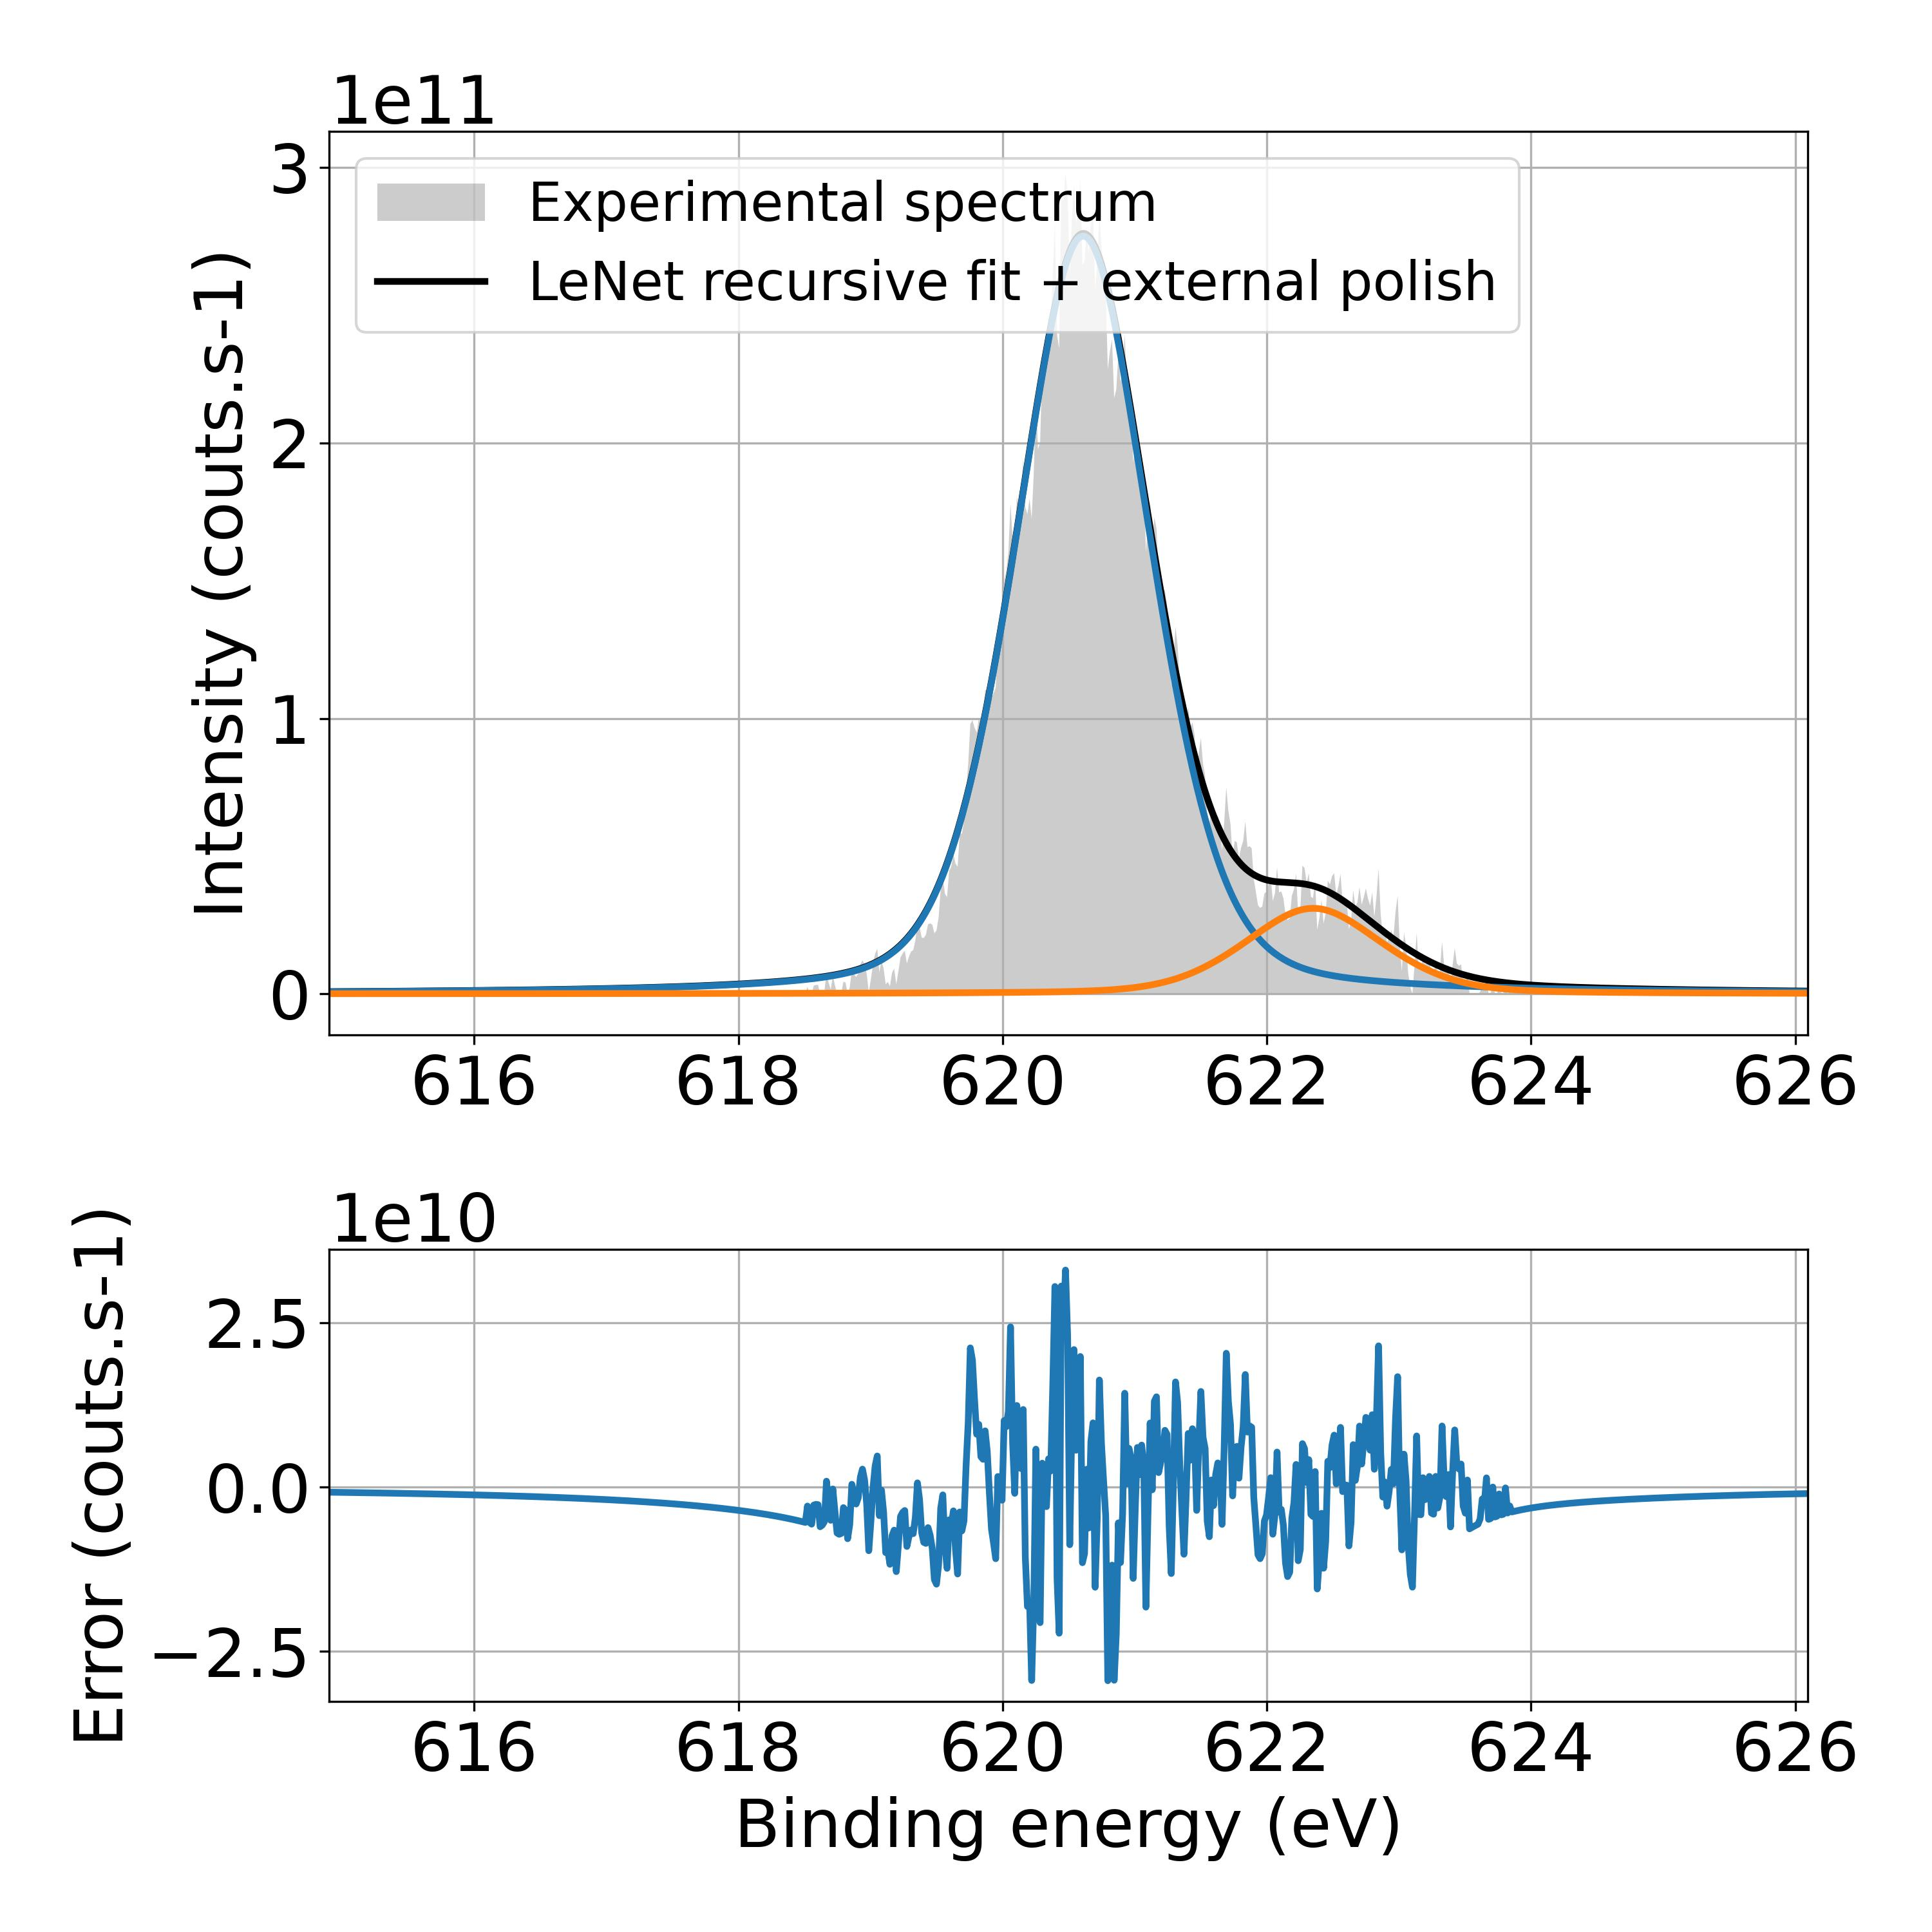 1e11
3
2
1
0
Intensity (couts.s-1)
Experimental spectrum
LeNet recursive fit + external polish
616 618 620 622 624 626
1e10
2.5
0.0
−2.5
Error (couts.s-1)
616 618 620 622 624 626
Binding energy (eV)